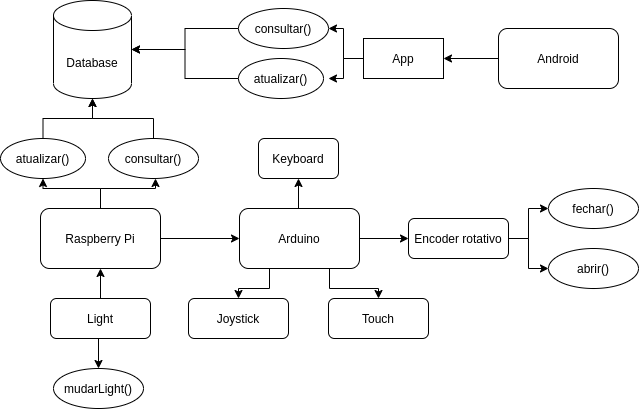 consultar()
Database
App
Android
atualizar()
atualizar()
consultar()
Keyboard
fechar()
Raspberry Pi
Arduino
Encoder rotativo
abrir()
Light
Joystick
Touch
mudarLight()